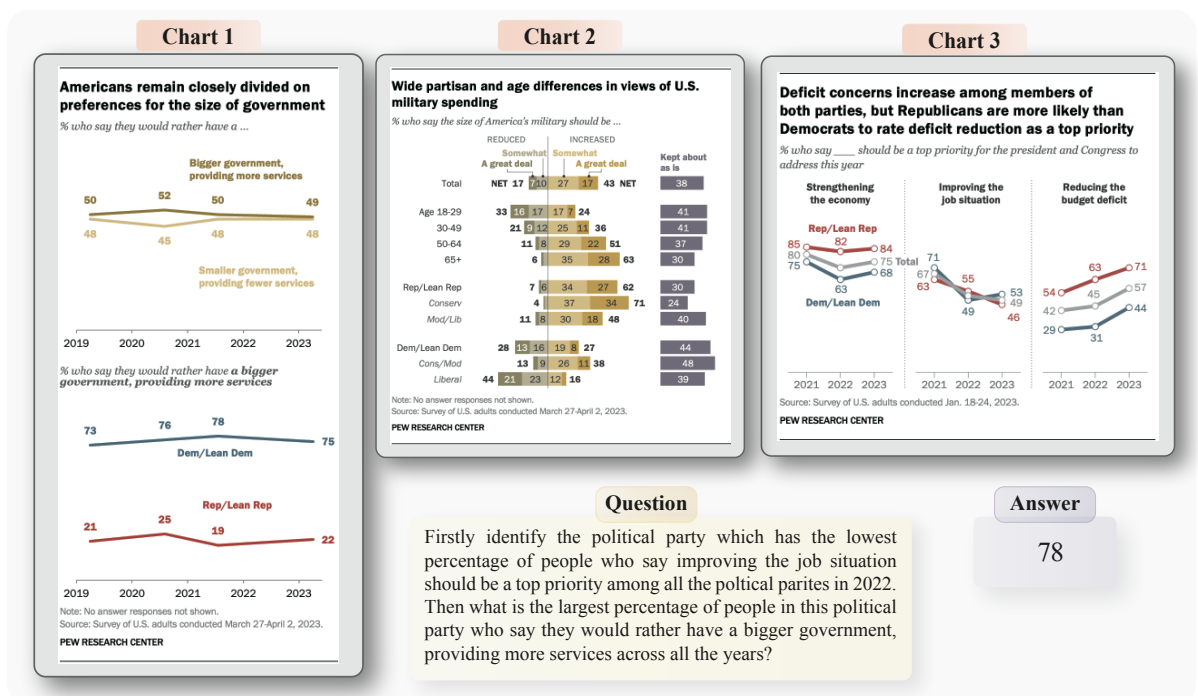 Chart 1
Americans remain closely divided on
preferences for the size of government
% who say they would rather have a ...
Bigger government,
providing more services
50
52
50
49
48
45
48
48
Smaller government,
providing fewer services
2019 2020 2021 2022 2023
% who say they would rather have a bigger
government, providing more services
73
76
78
75
Dem/Lean Dem
Rep/Lean Rep
21
25
19
22
2019 2020 2021 2022 2023
Note: No answer responses not shown.
Source: Survey of U.S. adults conducted March 27-April 2, 2023.
PEW RESEARCH CENTER
Chart 2
Wide partisan and age differences in views of U.S.
military spending
% who say the size of America's military should be ...
REDUCED INCREASED
Somewhat Somewhat
A great deal A great deal
Kept about
as is
Total NET 17 7 10 27 17 43 NET 38
Age 18-29 33 16 17 17 7 24 41
30-49 21 9 12 25 11 36 41
50-64 11 8 29 22 51 37
65+ 6 35 28 63 30
Rep/Lean Rep 7 6 34 27 62 30
Conserv 4 37 34 71 24
Mod/Lib 11 8 30 18 48 40
Dem/Lean Dem 28 13 16 19 8 27 44
Cons/Mod 13 9 26 11 38 48
Liberal 44 21 23 12 16 39
Note: No answer responses not shown.
Source: Survey of U.S. adults conducted March 27-April 2, 2023.
PEW RESEARCH CENTER
Chart 3
Deficit concerns increase among members of
both parties, but Republicans are more likely than
Democrats to rate deficit reduction as a top priority
% who say ____ should be a top priority for the president and Congress to
address this year
Strengthening
the economy
Rep/Lean Rep
85 82 84
80 75 Total
75 63 68
Dem/Lean Dem
2021 2022 2023
Improving the
job situation
71
67
63
55
49
53
49
46
2021 2022 2023
Reducing the
budget deficit
54 63 71
42 45 57
29 31 44
2021 2022 2023
Source: Survey of U.S. adults conducted Jan. 18-24, 2023.
PEW RESEARCH CENTER
Question
Firstly identify the political party which has the lowest
percentage of people who say improving the job situation
should be a top priority among all the poltical parites in 2022.
Then what is the largest percentage of people in this political
party who say they would rather have a bigger government,
providing more services across all the years?
Answer
78